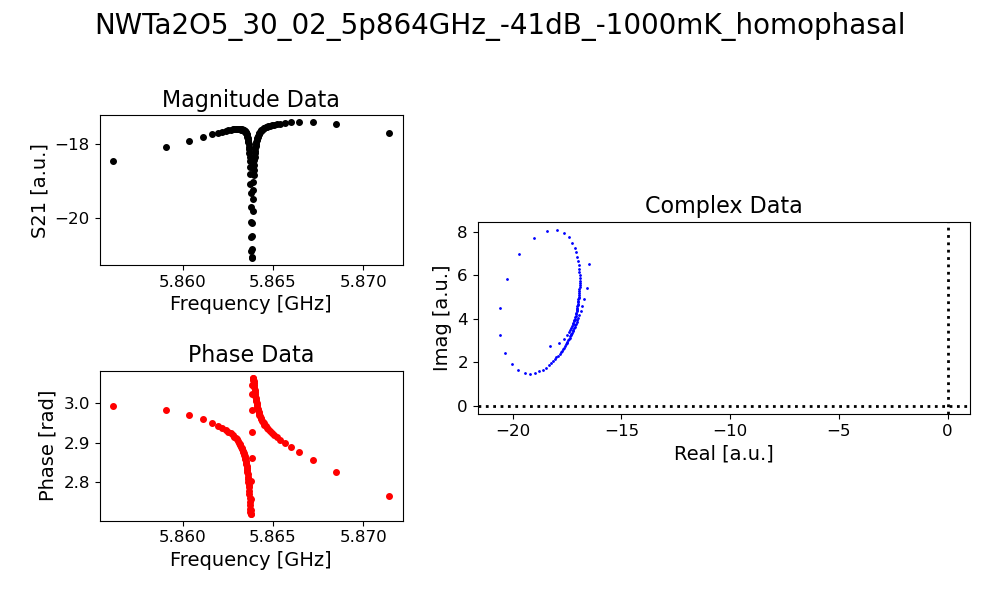 NWTa2O5_30_02_5p864GHz_-41dB_-1000mK_homophasal
Magnitude Data
S21 [a.u.]
−18
−20
5.860 5.865 5.870
Frequency [GHz]
Phase Data
Phase [rad]
3.0
2.9
2.8
5.860 5.865 5.870
Frequency [GHz]
Complex Data
Imag [a.u.]
8
6
4
2
0
−20 −15 −10 −5 0
Real [a.u.]